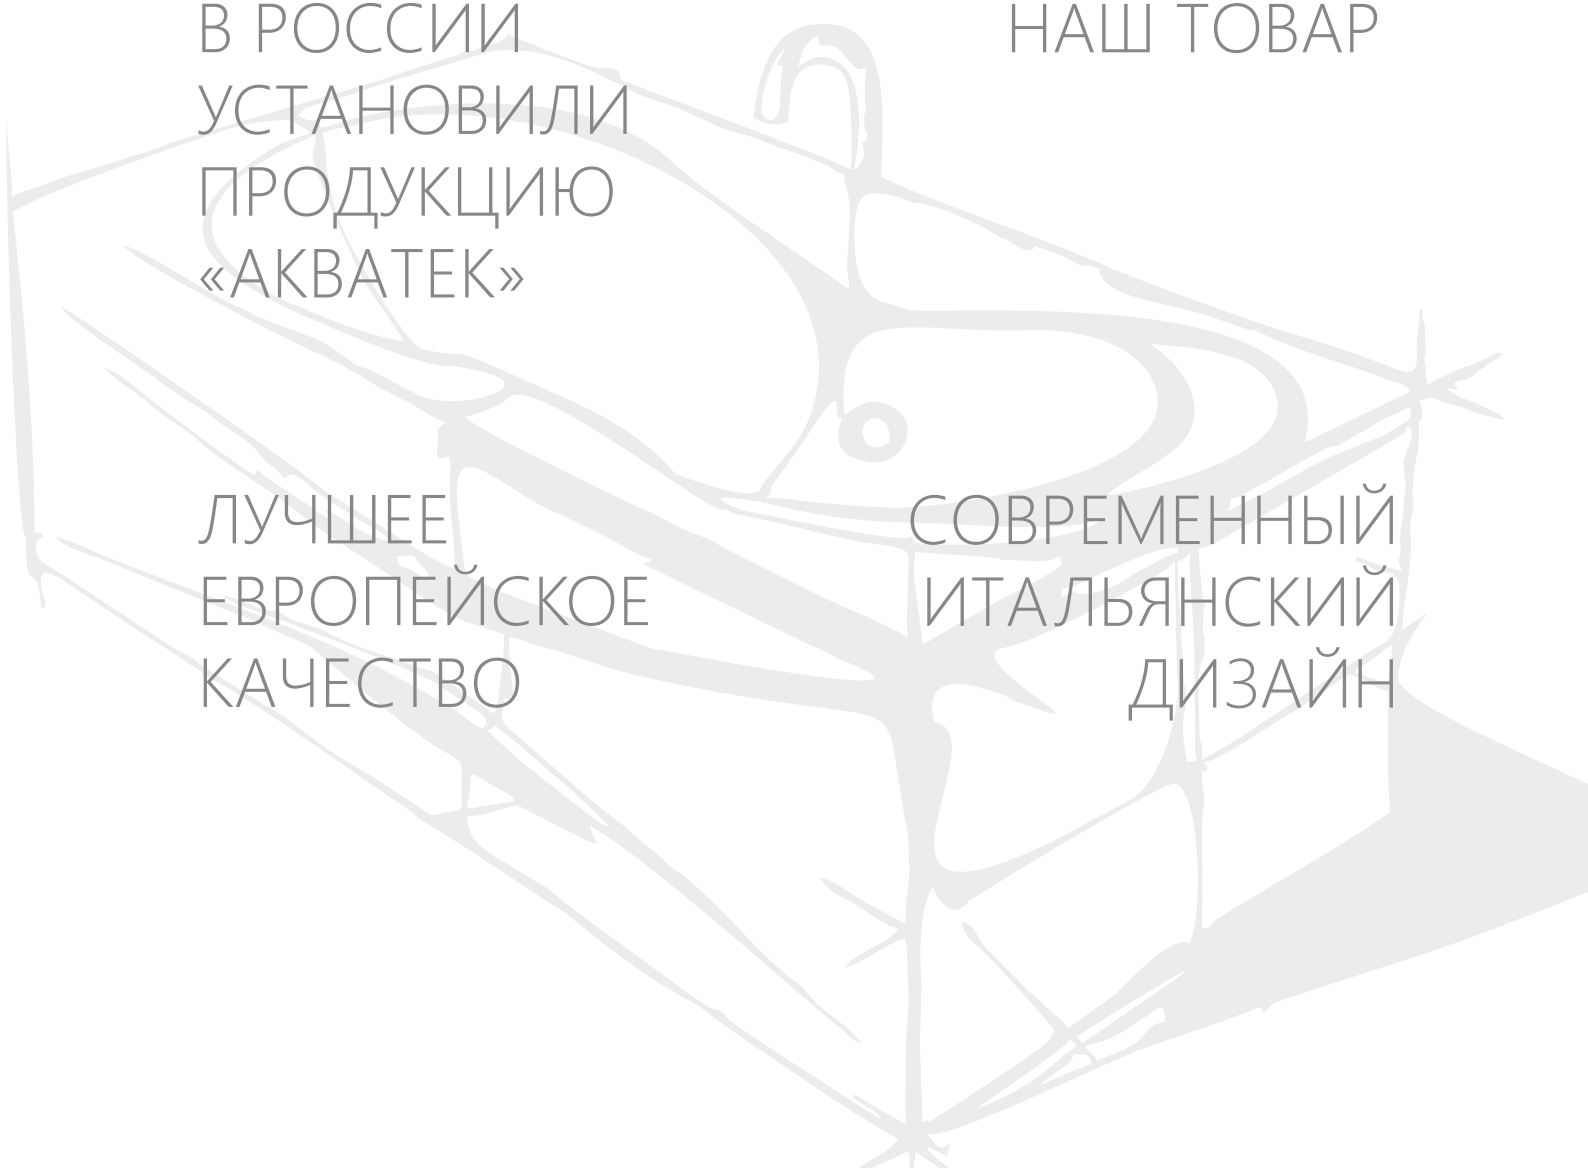 В РОССИИ
УСТАНОВИЛИ
ПРОДУКЦИЮ
«АКВАТЕК»
НАШ ТОВАР
ЛУЧШЕЕ
ЕВРОПЕЙСКОЕ
КАЧЕСТВО
СОВРЕМЕННЫЙ
ИТАЛЬЯНСКИЙ
ДИЗАЙН